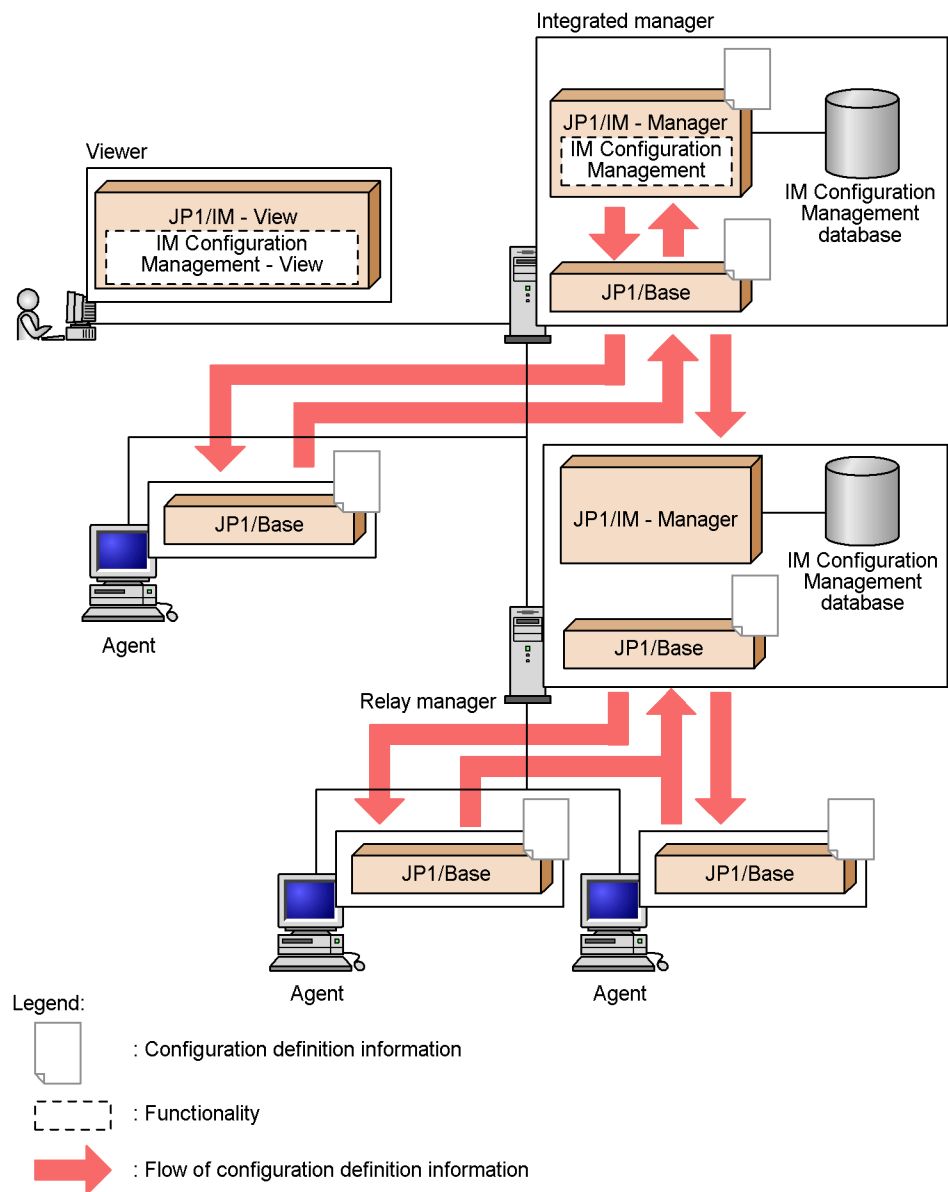 Integrated manager
JP1/IM - Manager
IM Configuration
Management
IM Configuration
Management
database
JP1/Base
Viewer
JP1/IM - View
IM Configuration
Management - View
JP1/Base
Agent
JP1/IM - Manager
IM Configuration
Management
database
JP1/Base
Relay manager
JP1/Base
Agent
JP1/Base
Agent
Legend:
: Configuration definition information
: Functionality
: Flow of configuration definition information